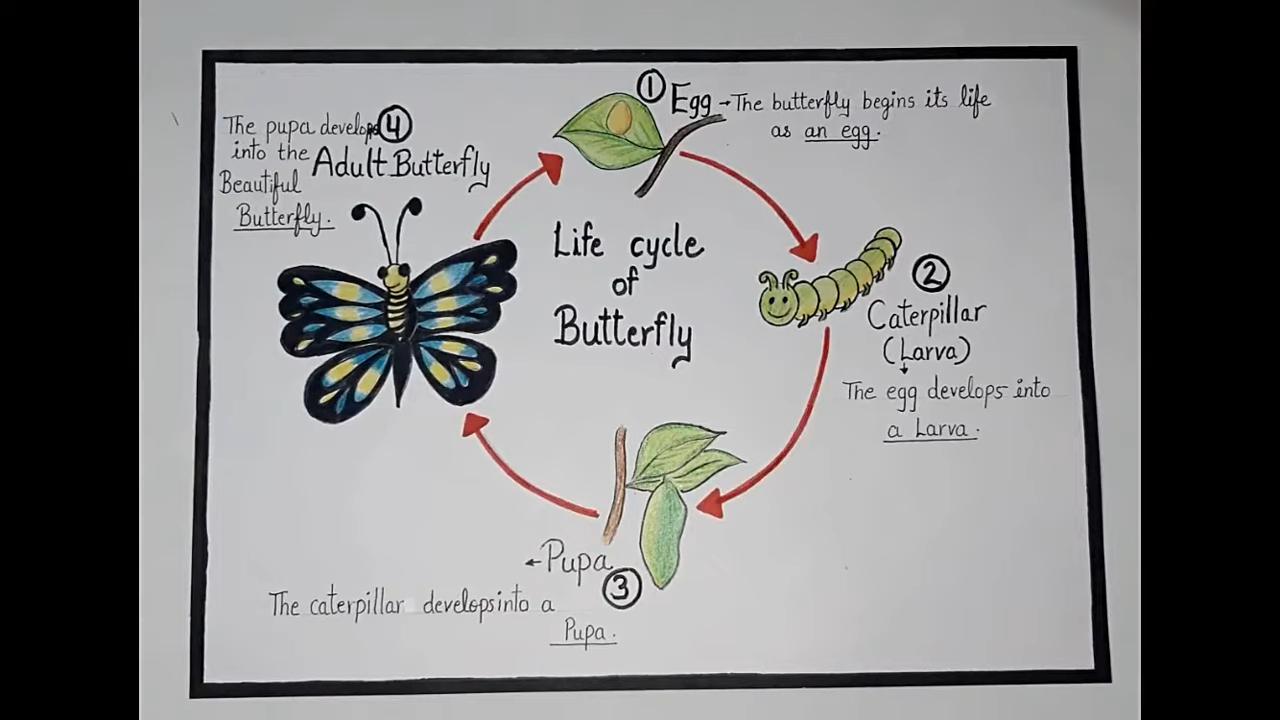 Life cycle
of
Butterfly
① Egg → The butterfly begins its life
as an egg.
②
Caterpillar
(Larva)
↓
The egg develops into
a Larva.
← Pupa
③
The caterpillar develops into a
Pupa.
④
Adult Butterfly
The pupa develops
into the
Beautiful
Butterfly.